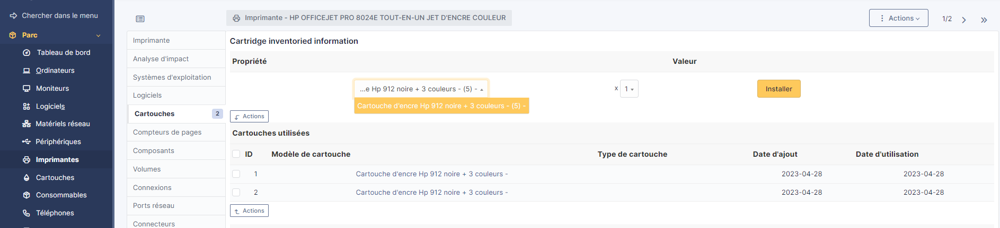 Chercher dans le menu
Parc
Tableau de bord
Ordinateurs
Moniteurs
Logiciels
Matériels réseau
Périphériques
Imprimantes
Cartouches
Consommables
Téléphones
Imprimante - HP OFFICEJET PRO 8024E TOUT-EN-UN JET D'ENCRE COULEUR
Actions
1/2
Imprimante
Analyse d'impact
Systèmes d'exploitation
Logiciels
Cartouches 2
Compteurs de pages
Composants
Volumes
Connexions
Ports réseau
Connecteurs
Cartridge inventoried information
Propriété Valeur
...e Hp 912 noire + 3 couleurs - (5) - x 1 Installer
Cartouche d'encre Hp 912 noire + 3 couleurs - (5) -
Actions
Cartouches utilisées
ID Modèle de cartouche Type de cartouche Date d'ajout Date d'utilisation
1 Cartouche d'encre Hp 912 noire + 3 couleurs - 2023-04-28 2023-04-28
2 Cartouche d'encre Hp 912 noire + 3 couleurs - 2023-04-28 2023-04-28
Actions